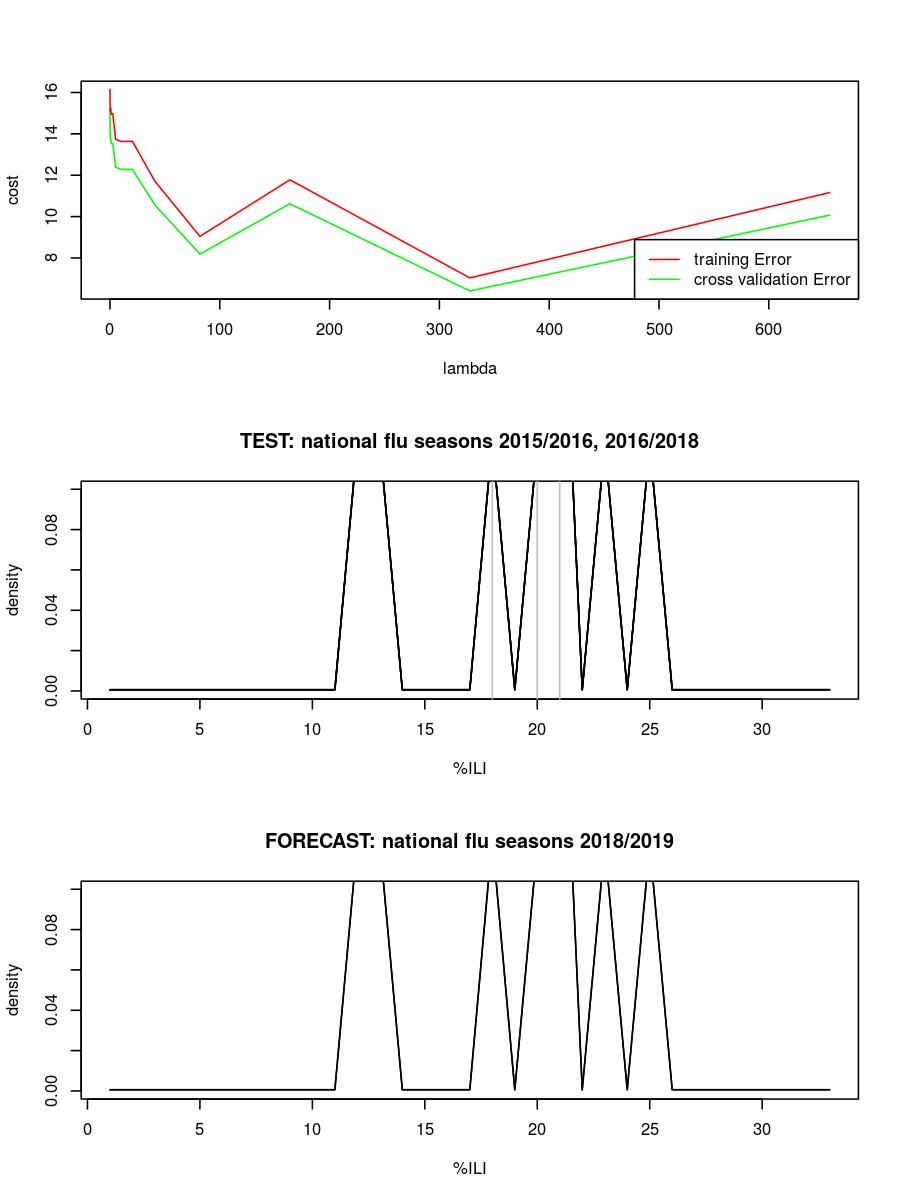 16
14
12
10
8
cost
0 100 200 300 400 500 600
lambda
training Error
cross validation Error
TEST: national flu seasons 2015/2016, 2016/2018
0.08
0.04
0.00
density
0 5 10 15 20 25 30
%ILI
FORECAST: national flu seasons 2018/2019
0.08
0.04
0.00
density
0 5 10 15 20 25 30
%ILI